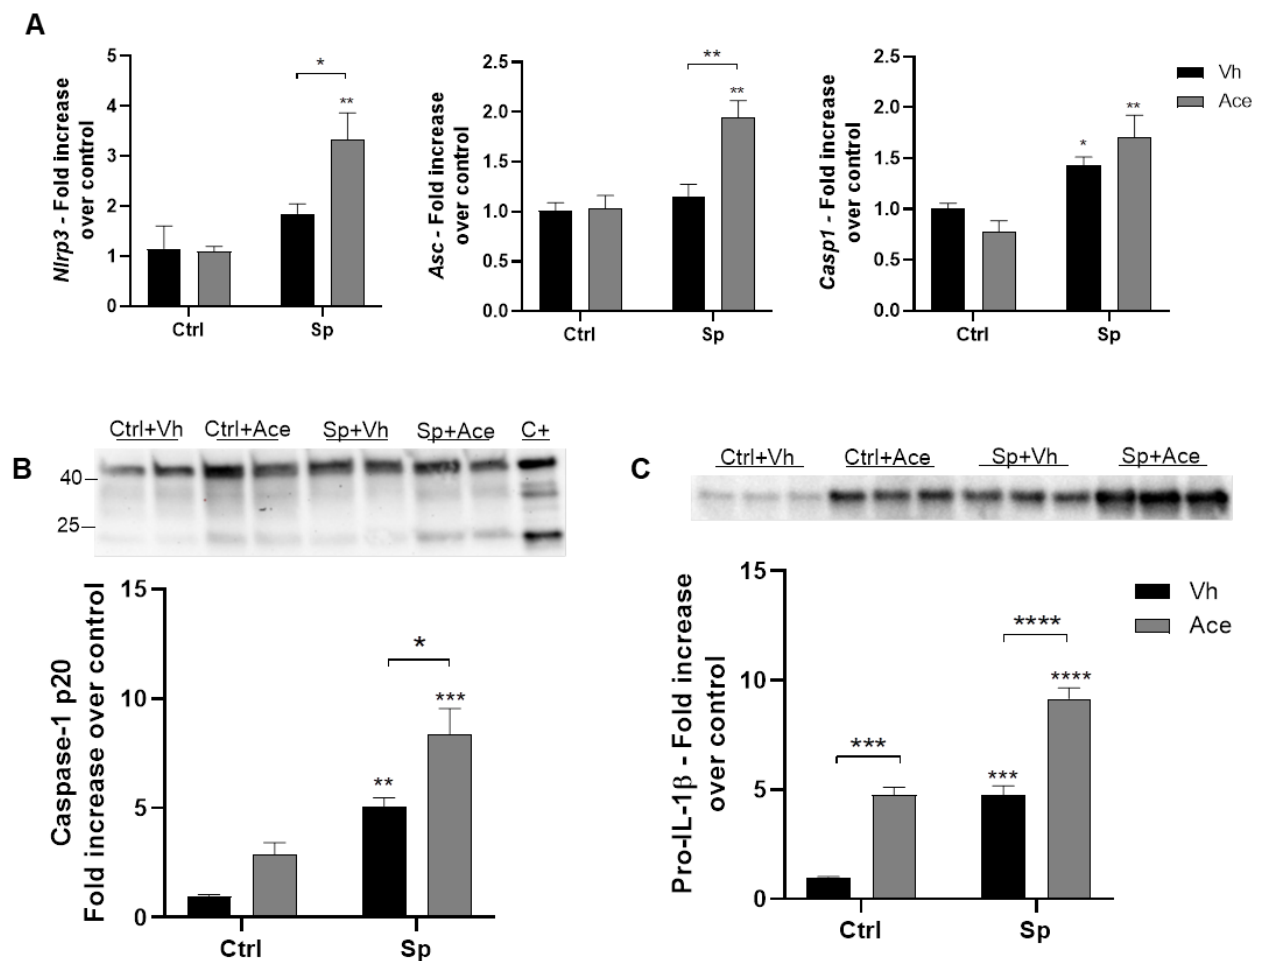 A
Nlrp3 - Fold increase
over control
5
4
3
2
1
0
*
**
Ctrl
Sp
Asc - Fold increase
over control
2.5
2.0
1.5
1.0
0.5
0.0
**
**
Ctrl
Sp
Casp1 - Fold increase
over control
2.5
2.0
1.5
1.0
0.5
0.0
*
**
Ctrl
Sp
Vh
Ace
B
Ctrl+Vh
Ctrl+Ace
Sp+Vh
Sp+Ace
C+
40
25
Caspase-1 p20
Fold increase over control
15
10
5
0
*
**
***
Ctrl
Sp
C
Ctrl+Vh
Ctrl+Ace
Sp+Vh
Sp+Ace
Pro-IL-1β - Fold increase
over control
15
10
5
0
***
***
****
****
Ctrl
Sp
Vh
Ace